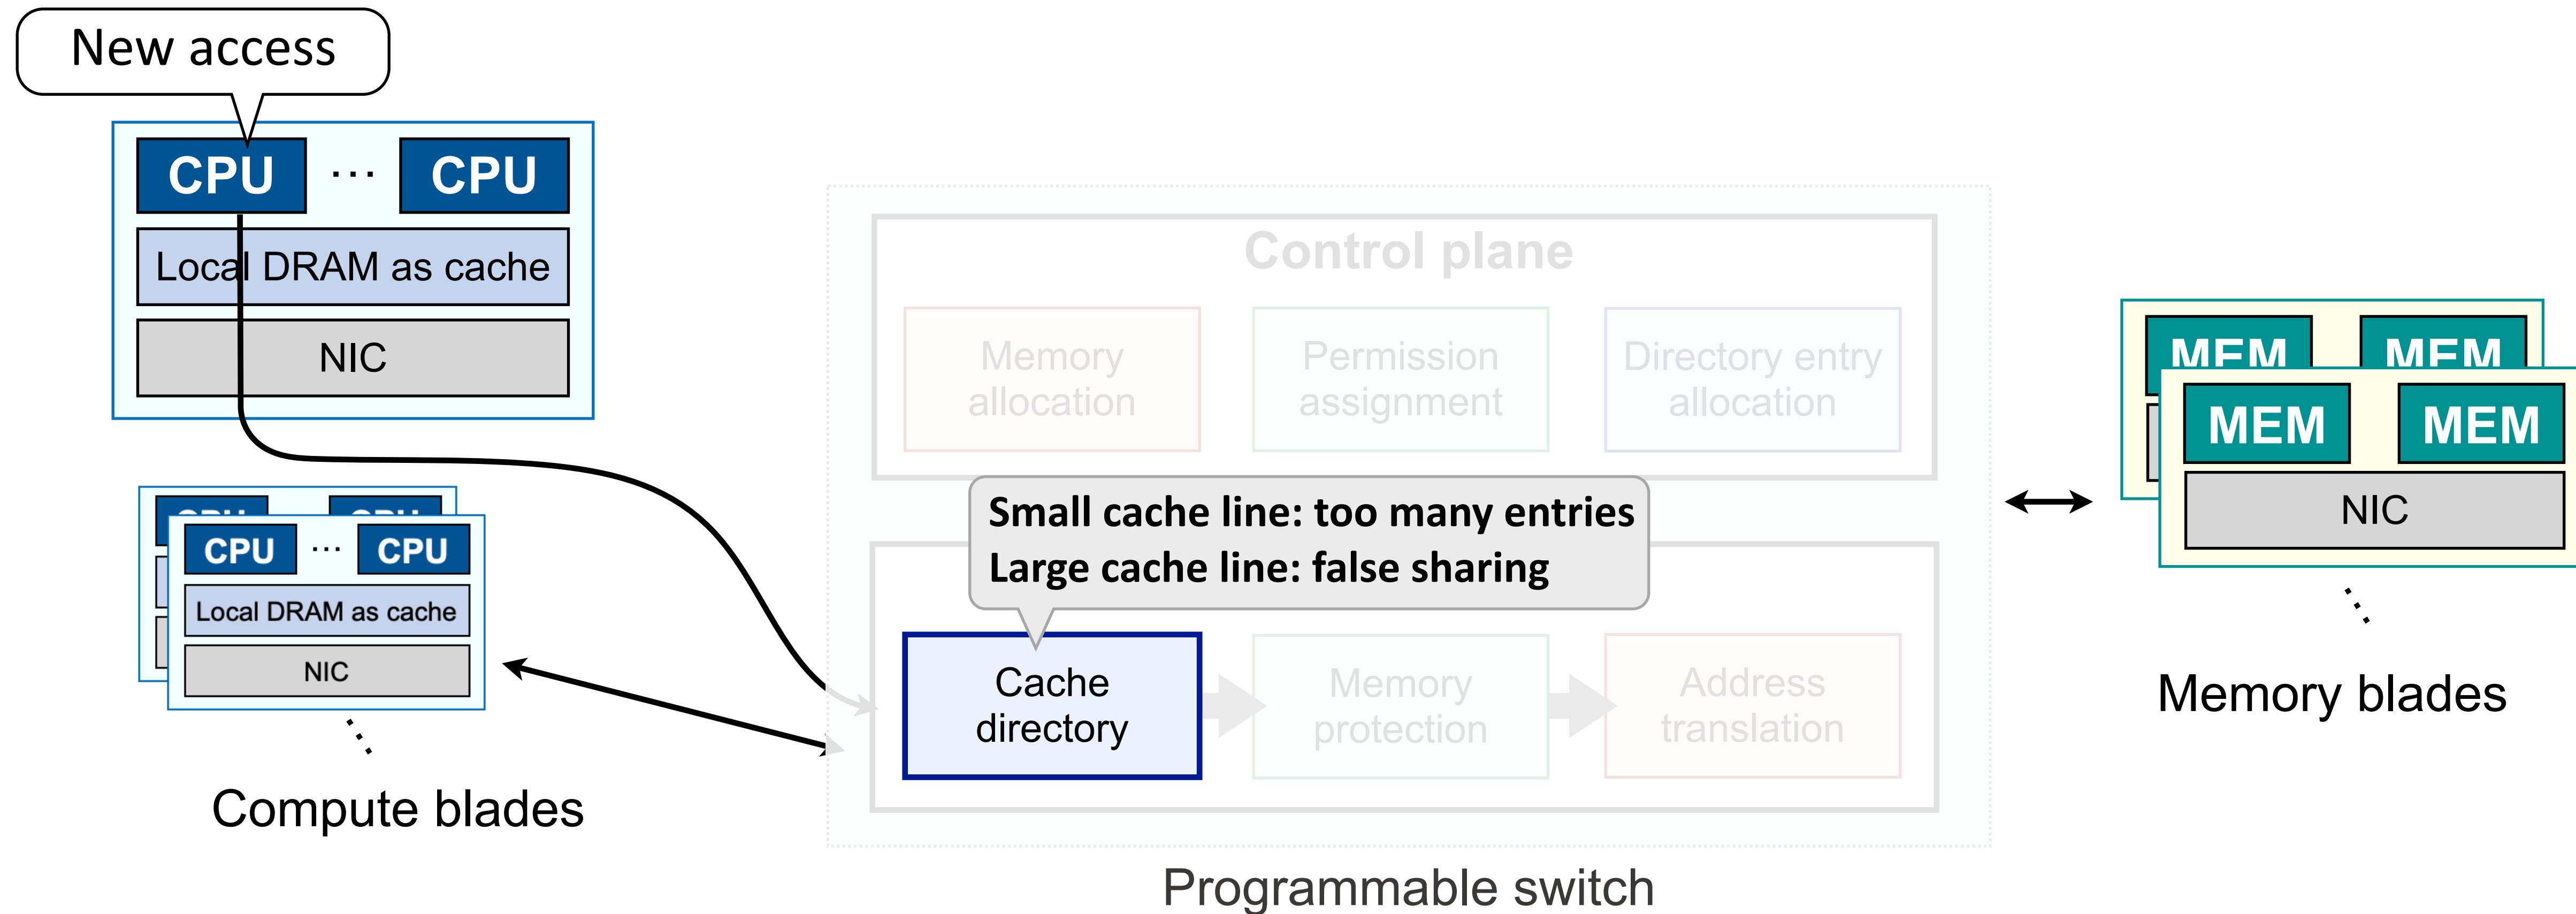 New access
CPU ... CPU
Local DRAM as cache
NIC
CPU CPU
CPU ... CPU
Local DRAM as cache
NIC
Compute blades
Control plane
Memory
allocation
Permission
assignment
Directory entry
allocation
Small cache line: too many entries
Large cache line: false sharing
Cache
directory
Memory
protection
Address
translation
Programmable switch
MEM MEM
MEM MEM
NIC
Memory blades